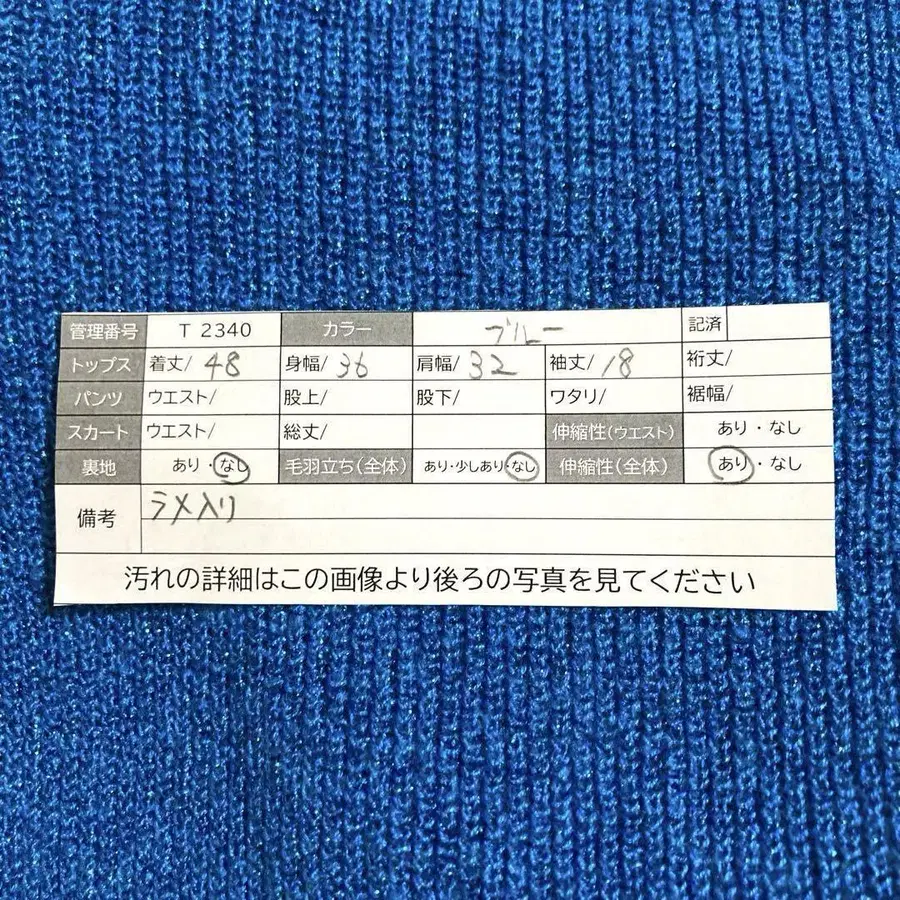 管理番号 T 2340 カラー ブルー 記済
トップス 着丈/ 48 身幅/ 36 肩幅/ 32 袖丈/ 18 裄丈/
パンツ ウエスト/ 股上/ 股下/ ワタリ/ 裾幅/
スカート ウエスト/ 総丈/ 伸縮性(ウエスト) あり・なし
裏地 あり・なし 毛羽立ち(全体) あり・少しあり・なし 伸縮性(全体) あり・なし
備考 ラメ入り
汚れの詳細はこの画像より後ろの写真を見てください